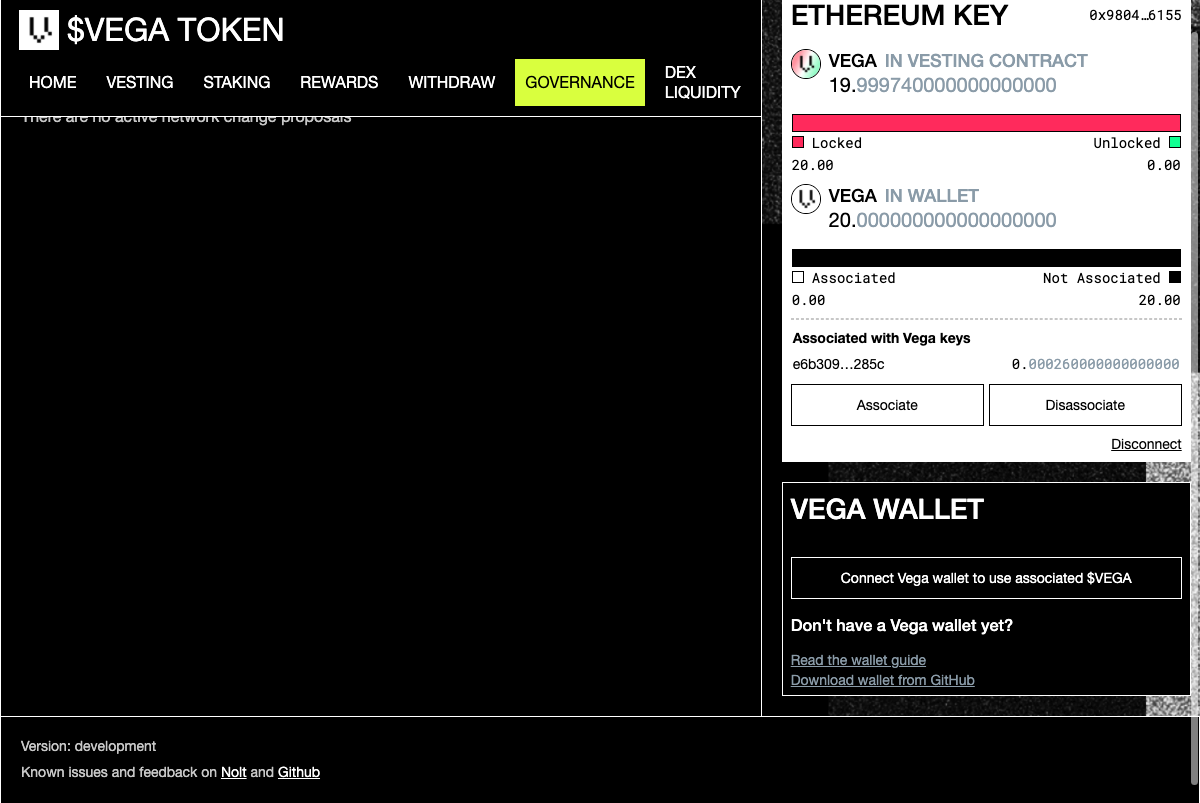 $VEGA TOKEN
HOME VESTING STAKING REWARDS WITHDRAW GOVERNANCE DEX LIQUIDITY
There are no active network change proposals
ETHEREUM KEY 0x9804…6155
VEGA IN VESTING CONTRACT
19.999740000000000000
Locked Unlocked
20.00 0.00
VEGA IN WALLET
20.000000000000000000
Associated Not Associated
0.00 20.00
Associated with Vega keys
e6b309…285c 0.000260000000000000
Associate Disassociate
Disconnect
VEGA WALLET
Connect Vega wallet to use associated $VEGA
Don't have a Vega wallet yet?
Read the wallet guide
Download wallet from GitHub
Version: development
Known issues and feedback on Nolt and Github